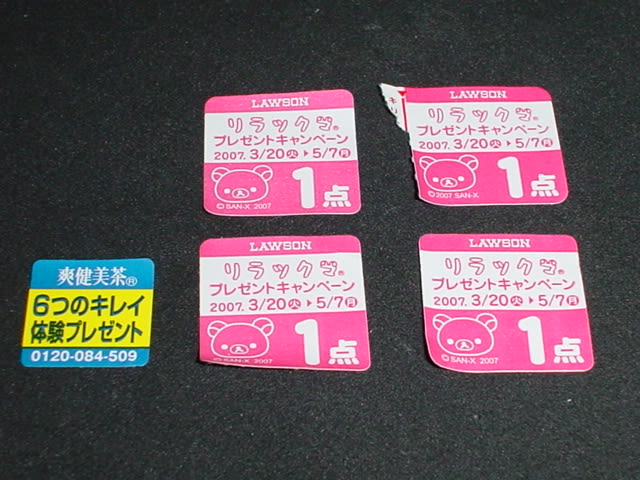 LAWSON
リラックマ®
プレゼントキャンペーン
2007. 3/20火▶5/7月
1点
©SAN-X 2007
キリ
LAWSON
リラックマ®
プレゼントキャンペーン
2007. 3/20火▶5/7月
1点
©2007 SAN-X
爽健美茶®
6つのキレイ
体験プレゼント
0120-084-509
LAWSON
リラックマ®
プレゼントキャンペーン
2007. 3/20火▶5/7月
1点
SAN-X 2007
LAWSON
リラックマ®
プレゼントキャンペーン
2007. 3/20火▶5/7月
1点
©SAN-X 2007